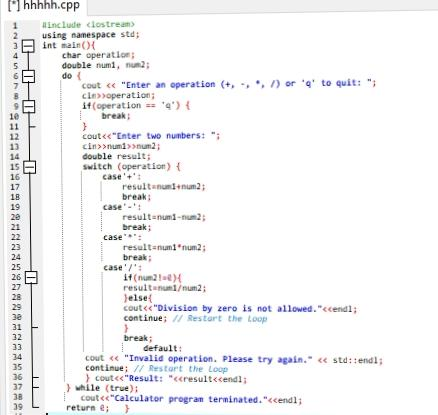 [*] hhhhh.cpp
1 #include <iostream>
2 using namespace std;
3 int main(){
4 char operation;
5 double num1, num2;
6 do {
7 cout << "Enter an operation (+, -, *, /) or 'q' to quit: ";
8 cin>>operation;
9 if(operation == 'q') {
10 break;
11 }
12 cout<<"Enter two numbers: ";
13 cin>>num1>>num2;
14 double result;
15 switch (operation) {
16 case'+':
17 result=num1+num2;
18 break;
19 case'-':
20 result=num1-num2;
21 break;
22 case'*':
23 result=num1*num2;
24 break;
25 case'/':
26 if(num2!=0){
27 result=num1/num2;
28 }else{
29 cout<<"Division by zero is not allowed."<<endl;
30 continue; // Restart the Loop
31 }
32 break;
33 default:
34 cout << "Invalid operation. Please try again." << std::endl;
35 continue; // Restart the Loop
36 } cout<<"Result: "<<result<<endl;
37 } while (true);
38 cout<<"Calculator program terminated."<<endl;
39 return 0; }